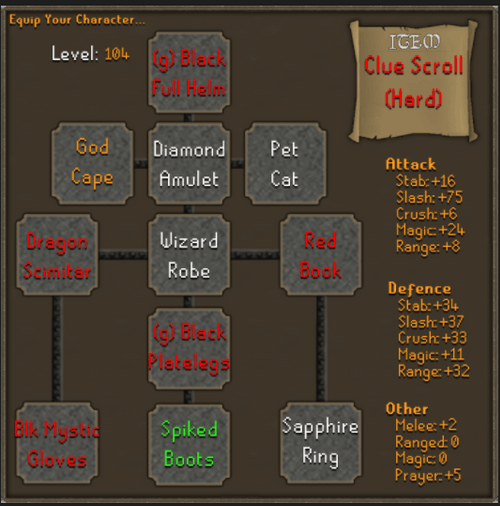 Equip Your Character...
Level: 104
(g) Black
Full Helm
ITEM
Clue Scroll
(Hard)
God
Cape
Diamond
Amulet
Pet
Cat
Attack
Stab: +16
Slash: +75
Crush: +6
Magic: +24
Range: +8
Dragon
Scimitar
Wizard
Robe
Red
Book
Defence
Stab: +34
Slash: +37
Crush: +33
Magic: +11
Range: +32
(g) Black
Platelegs
Blk Mystic
Gloves
Spiked
Boots
Sapphire
Ring
Other
Melee: +2
Ranged: 0
Magic: 0
Prayer: +5